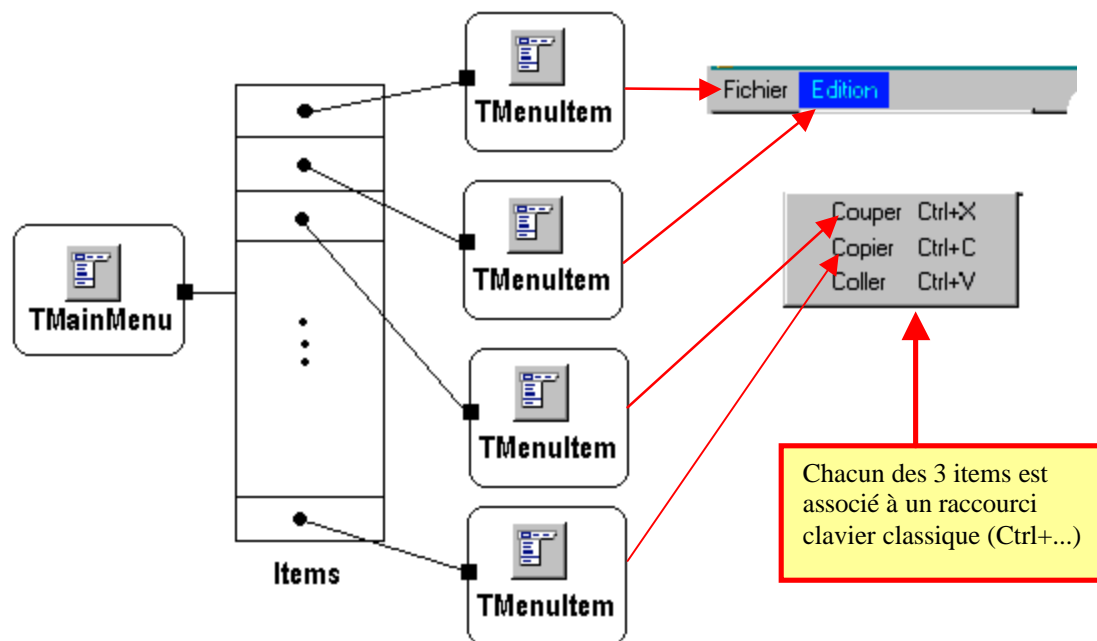 TMenuItem
Fichier Edition
TMenuItem
Couper Ctrl+X
Copier Ctrl+C
Coller Ctrl+V
TMainMenu
TMenuItem
Chacun des 3 items est
associé à un raccourci
clavier classique (Ctrl+...)
Items
TMenuItem